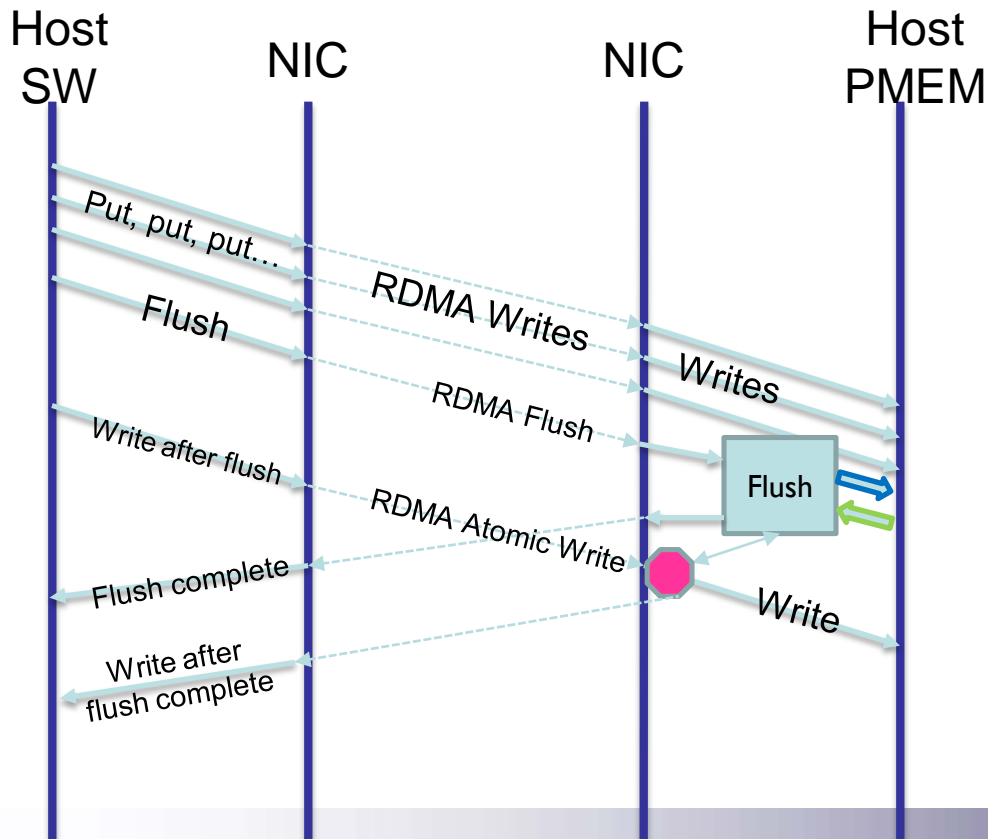 Host
SW
NIC
NIC
Host
PMEM
Put, put, put…
RDMA Writes
Writes
Flush
RDMA Flush
Flush
Write after flush
RDMA Atomic Write
Flush complete
Write
Write after
flush complete